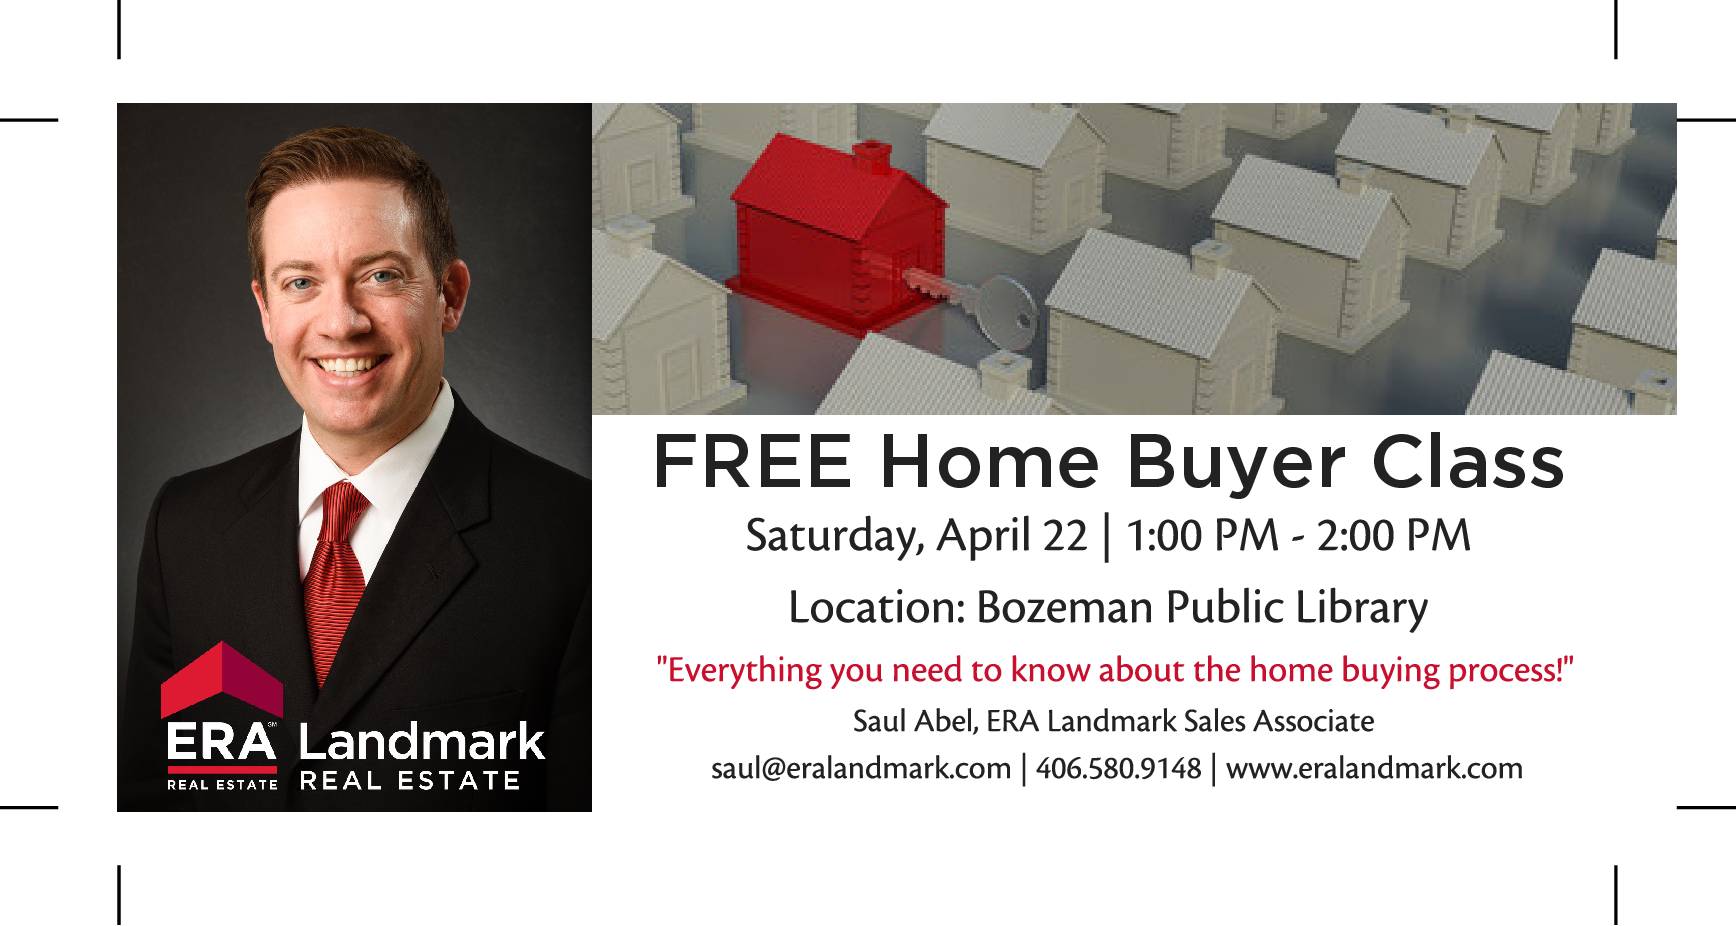 FREE Home Buyer Class
Saturday, April 22 | 1:00 PM - 2:00 PM
Location: Bozeman Public Library
"Everything you need to know about the home buying process!"
Saul Abel, ERA Landmark Sales Associate
saul@eralandmark.com | 406.580.9148 | www.eralandmark.com
ERA℠ Landmark
REAL ESTATE REAL ESTATE